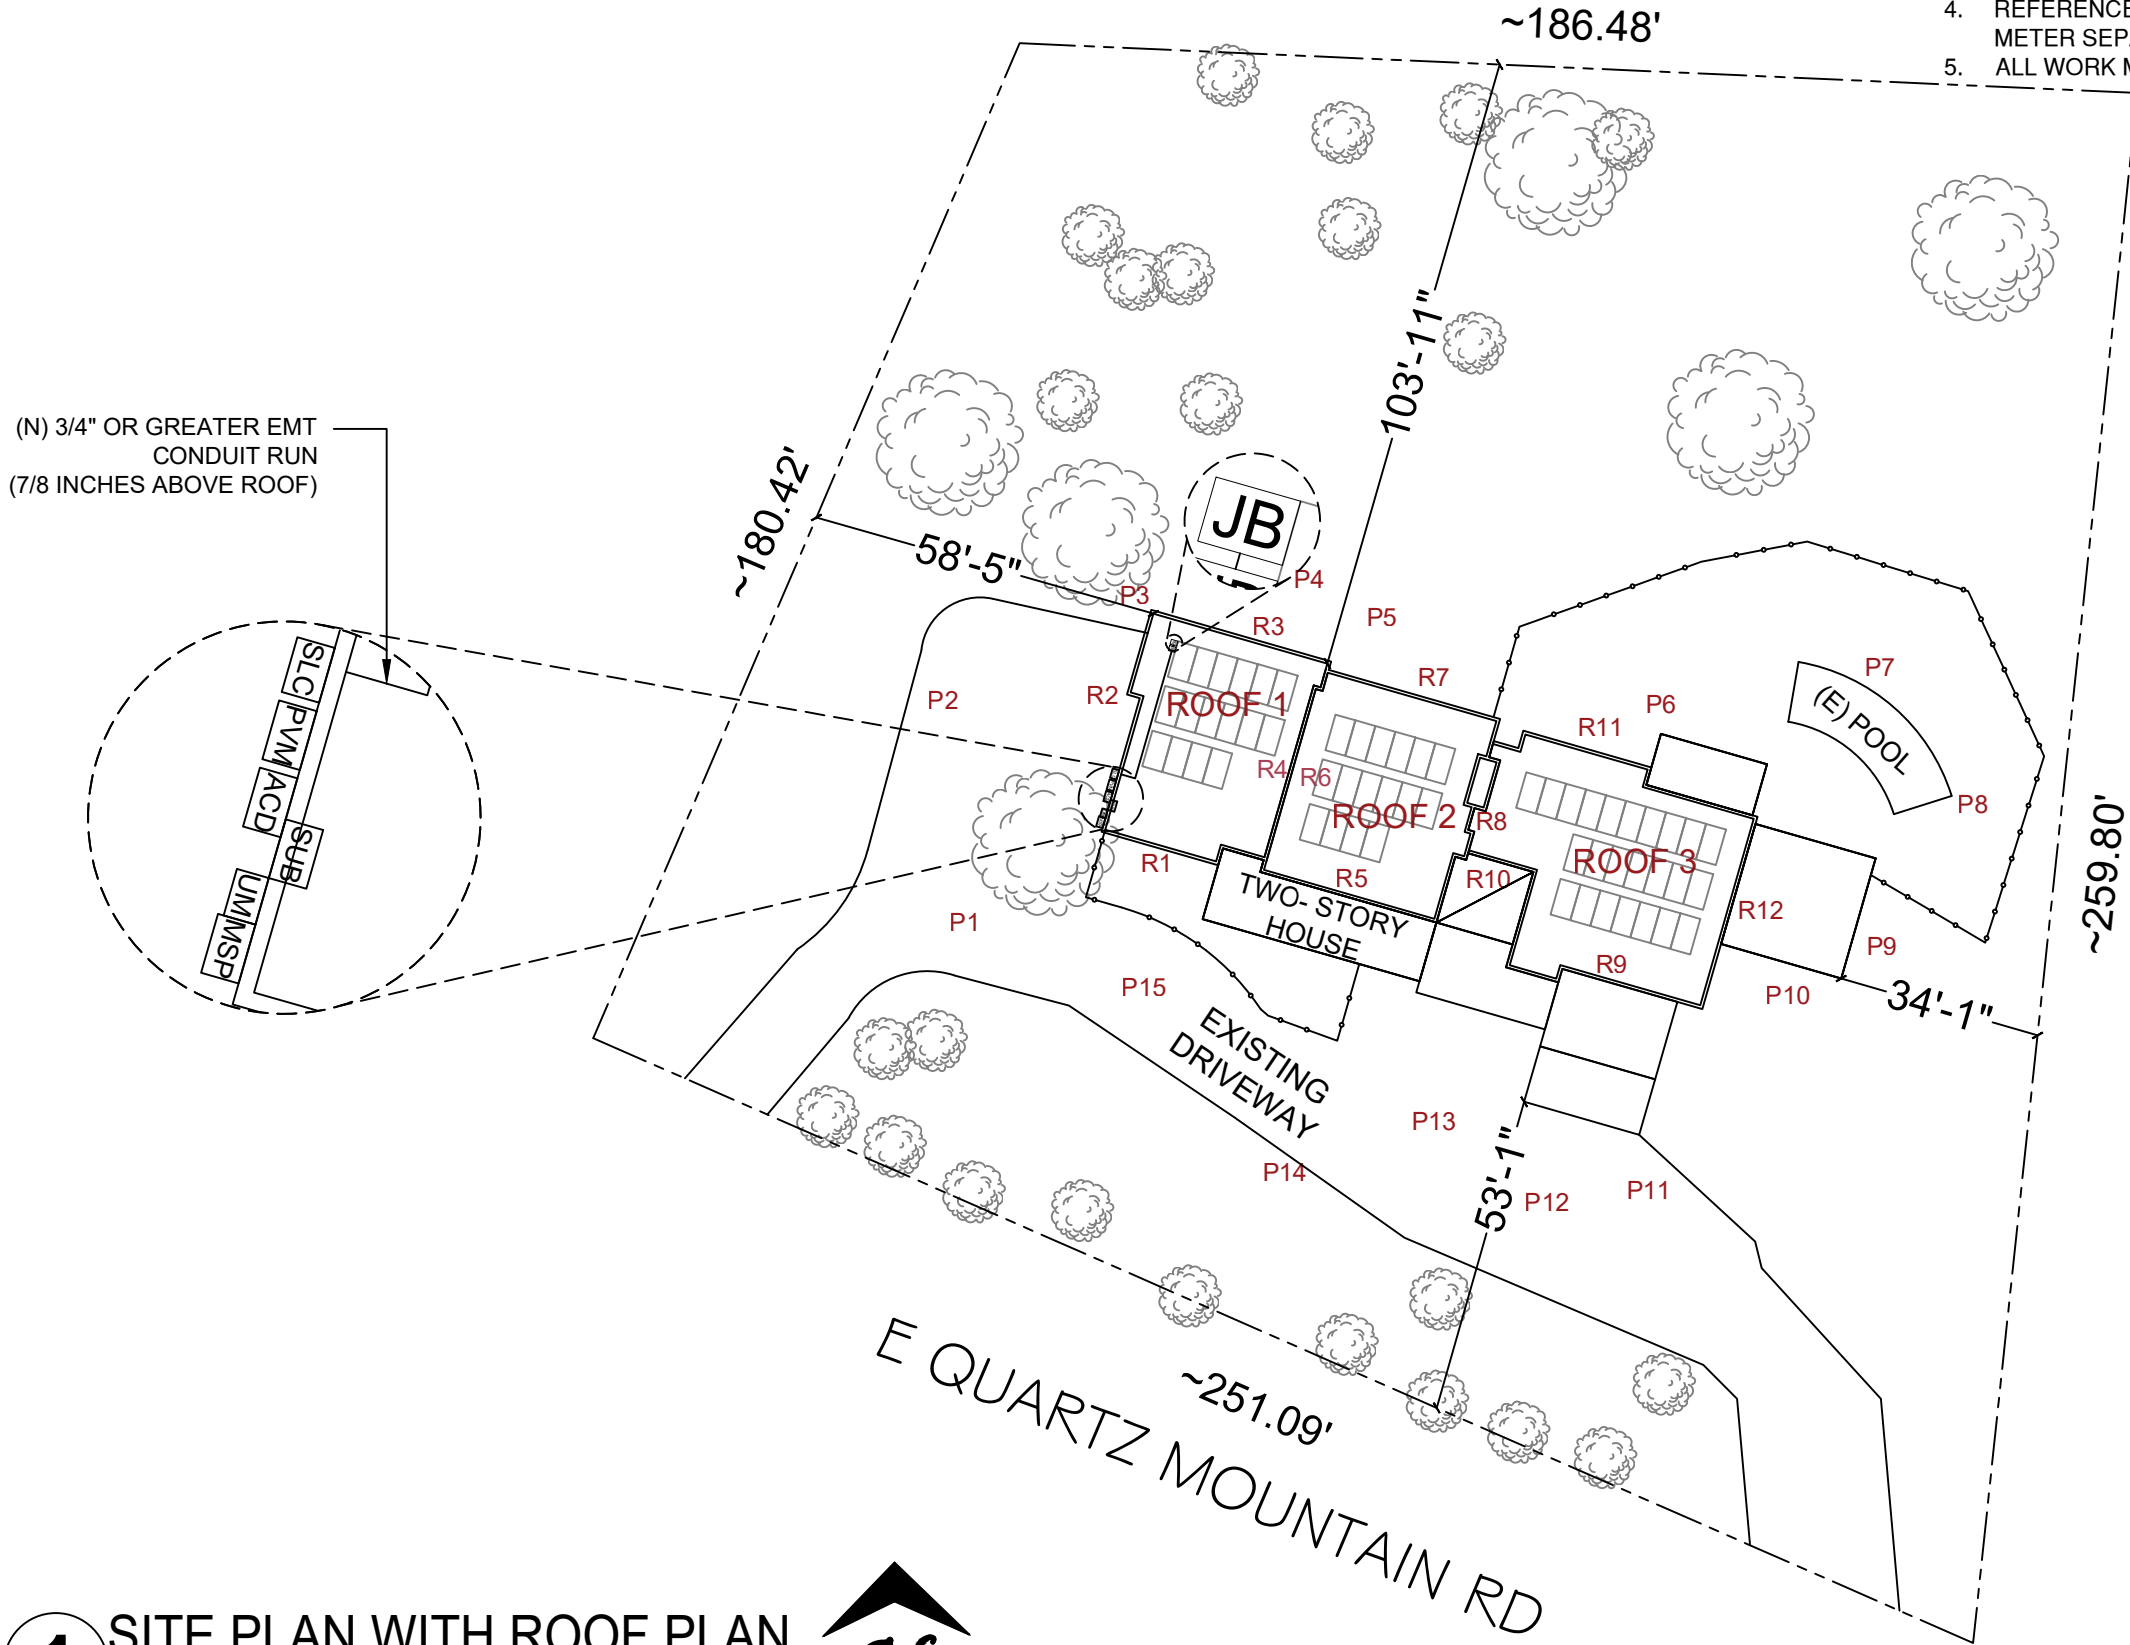 ~186.48'
4. REFERENCE
METER SEPA
5. ALL WORK M
(N) 3/4" OR GREATER EMT
CONDUIT RUN
(7/8 INCHES ABOVE ROOF)
~180.42'
103'-11"
58'-5"
JB
P3
P4
R3
P5
P2
R2
ROOF 1
R7
P6
R11
P7
(E) POOL
P8
R4
R6
ROOF 2
R8
ROOF 3
R1
R5
R10
R12
TWO- STORY
HOUSE
R9
P9
P10
34'-1"
~259.80'
SLC
PVM
ACD
SUB
UM
MSP
P1
P15
EXISTING
DRIVEWAY
P13
P14
53'-1"
P12
P11
~251.09'
E QUARTZ MOUNTAIN RD
1 SITE PLAN WITH ROOF PLAN